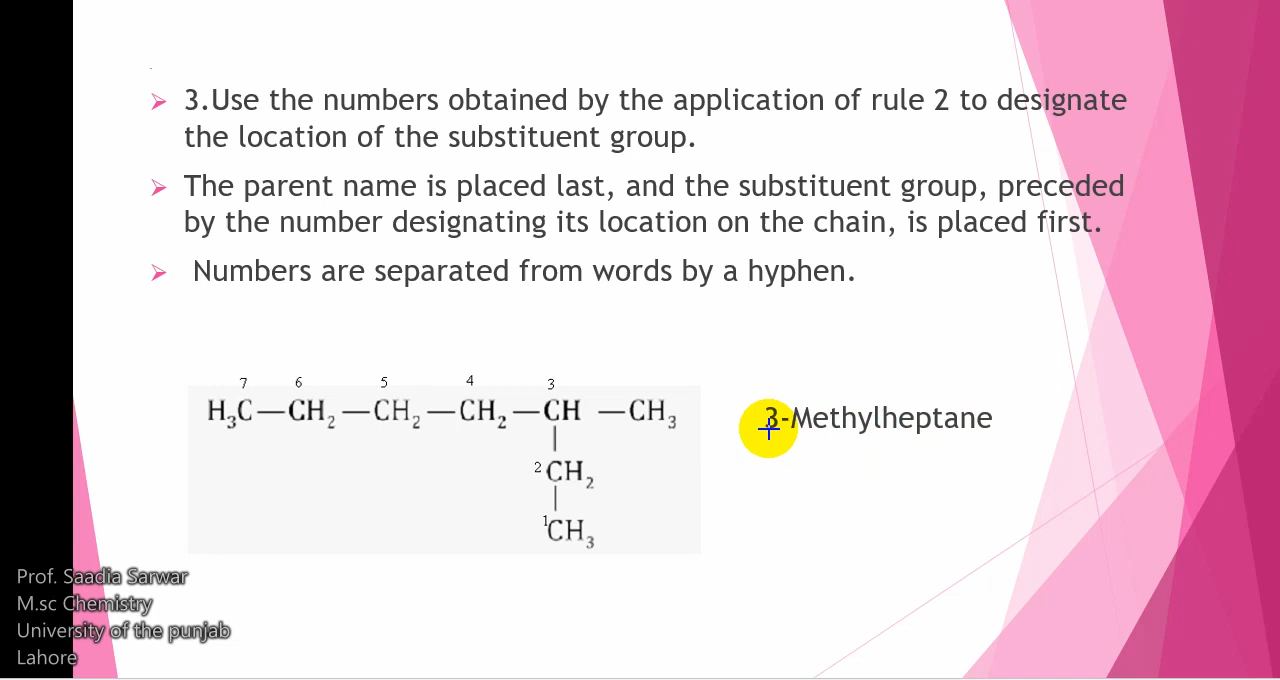 3.Use the numbers obtained by the application of rule 2 to designate
the location of the substituent group.
The parent name is placed last, and the substituent group, preceded
by the number designating its location on the chain, is placed first.
Numbers are separated from words by a hyphen.
7 6 5 4 3
H₃C—CH₂—CH₂—CH₂—CH —CH₃
|
2 CH₂
|
1CH₃
3-Methylheptane
Prof. Saadia Sarwar
M.sc Chemistry
University of the punjab
Lahore